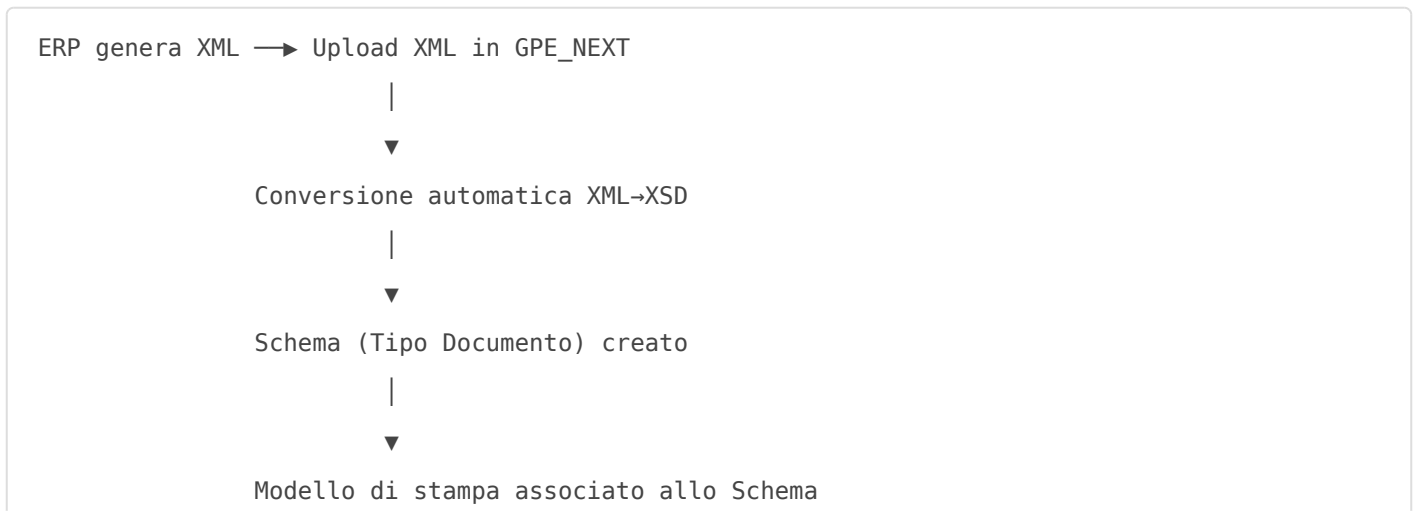 ERP genera XML ──▶ Upload XML in GPE_NEXT
│
▼
Conversione automatica XML→XSD
│
▼
Schema (Tipo Documento) creato
│
▼
Modello di stampa associato allo Schema